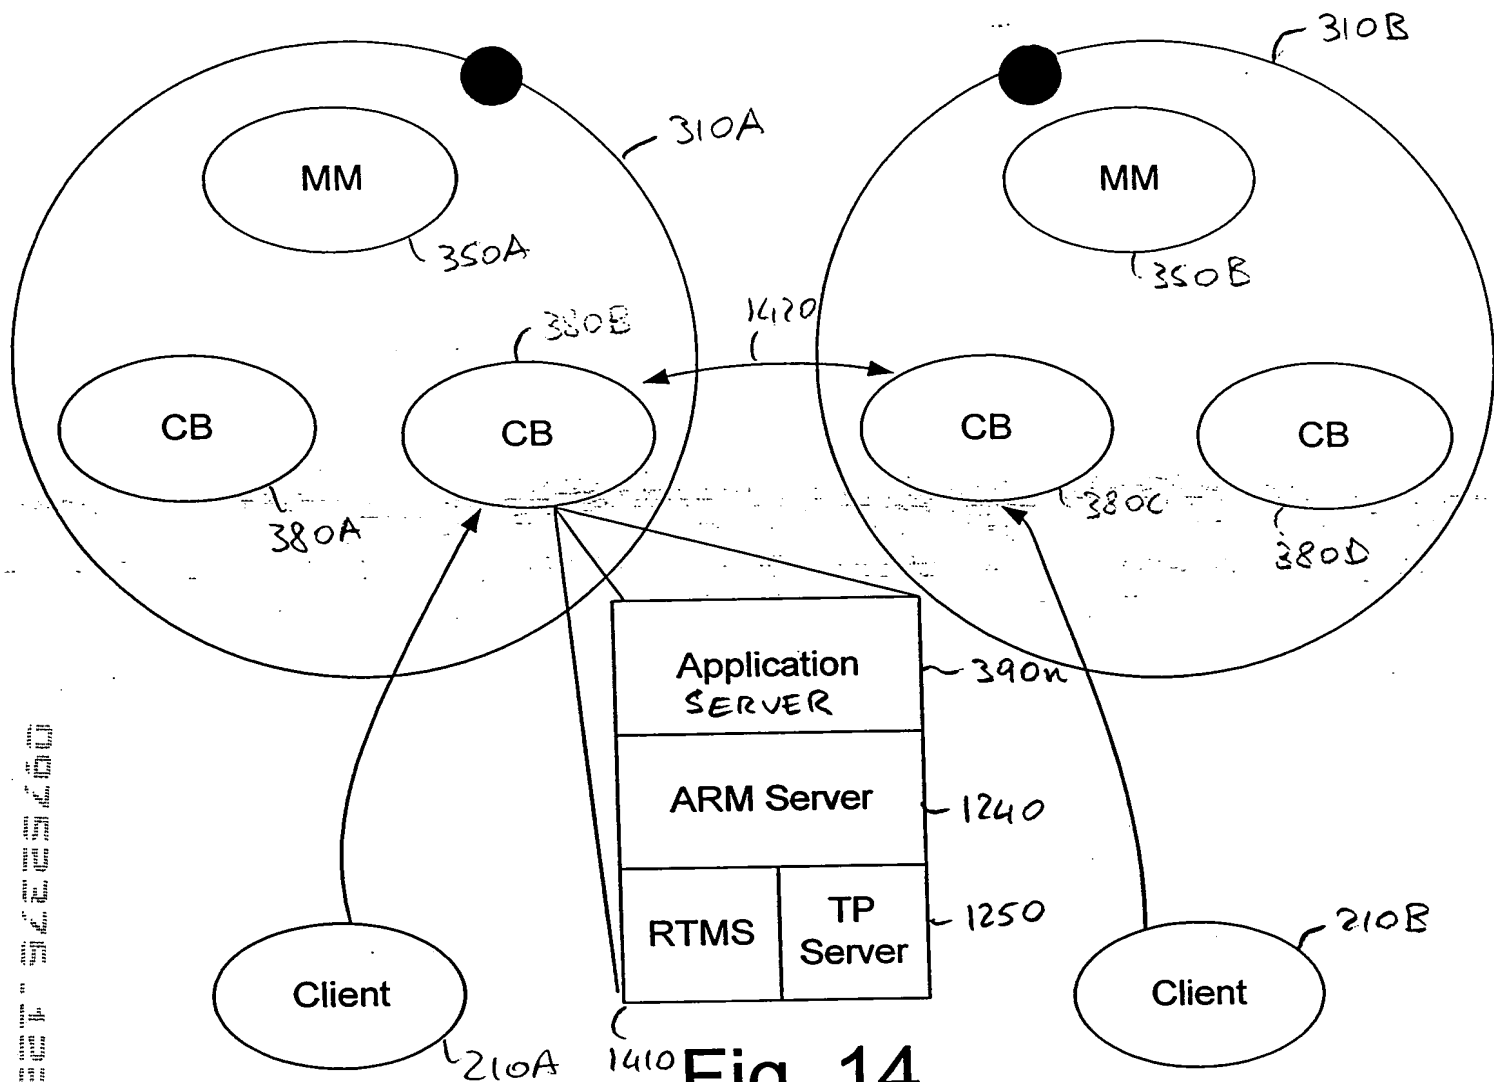 310B
310A
MM
MM
350A
350B
380B
1420
CB
CB
CB
CB
380A
380C
380D
Application
SERVER
390n
ARM Server
1240
RTMS
TP
Server
1250
210B
Client
Client
210A
1410
Fig. 14